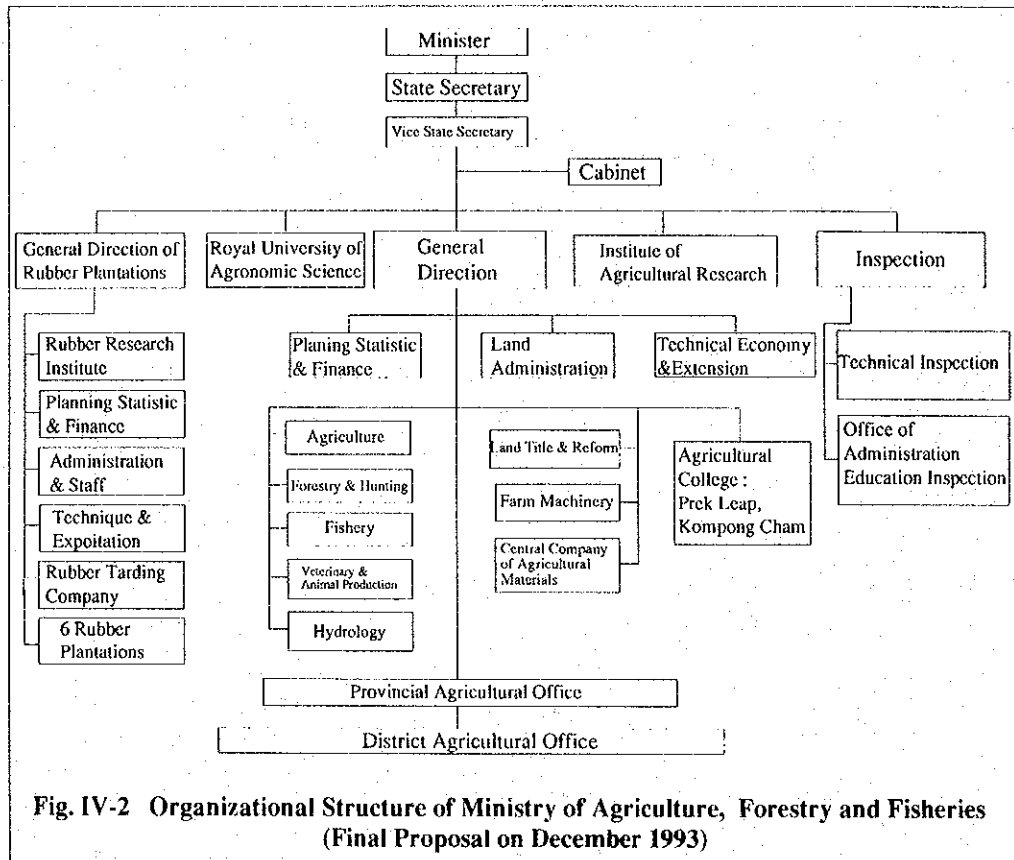 Minister
State Secretary
Vice State Secretary
Cabinet
General Direction of
Rubber Plantations
Royal University of
Agronomic Science
General
Direction
Institute of
Agricultural Research
Inspection
Rubber Research
Institute
Planning Statistic
& Finance
Administration
& Staff
Technique &
Expoitation
Rubber Tarding
Company
6 Rubber
Plantations
Planing Statistic
& Finance
Land
Administration
Technical Economy
&Extension
Agriculture
Forestry & Hunting
Fishery
Veterinary &
Animal Production
Hydrology
Land Title & Reform
Farm Machinery
Central Company
of Agricultural
Materials
Agricultural
College :
Prek Leap,
Kompong Cham
Technical Inspection
Office of
Administration
Education Inspection
Provincial Agricultural Office
District Agricultural Office
Fig. IV-2 Organizational Structure of Ministry of Agriculture, Forestry and Fisheries
(Final Proposal on December 1993)